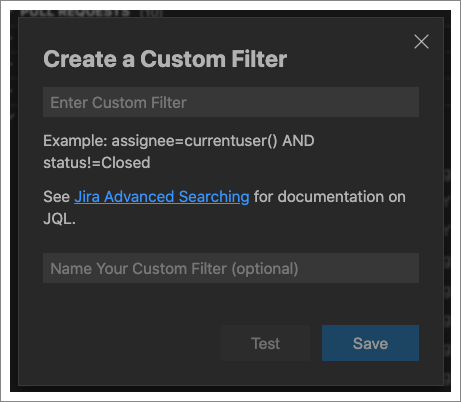 PULL REQUESTS (10)
Create a Custom Filter
Enter Custom Filter
Example: assignee=currentuser() AND
status!=Closed
See Jira Advanced Searching for documentation on
JQL.
Name Your Custom Filter (optional)
Test
Save